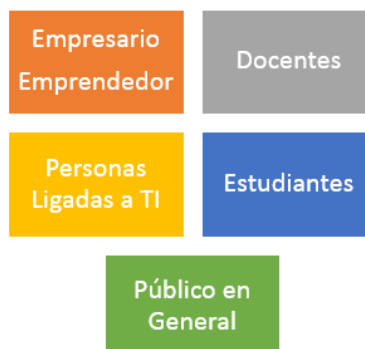 Empresario
Emprendedor
Docentes
Personas
Ligadas a TI
Estudiantes
Público en
General